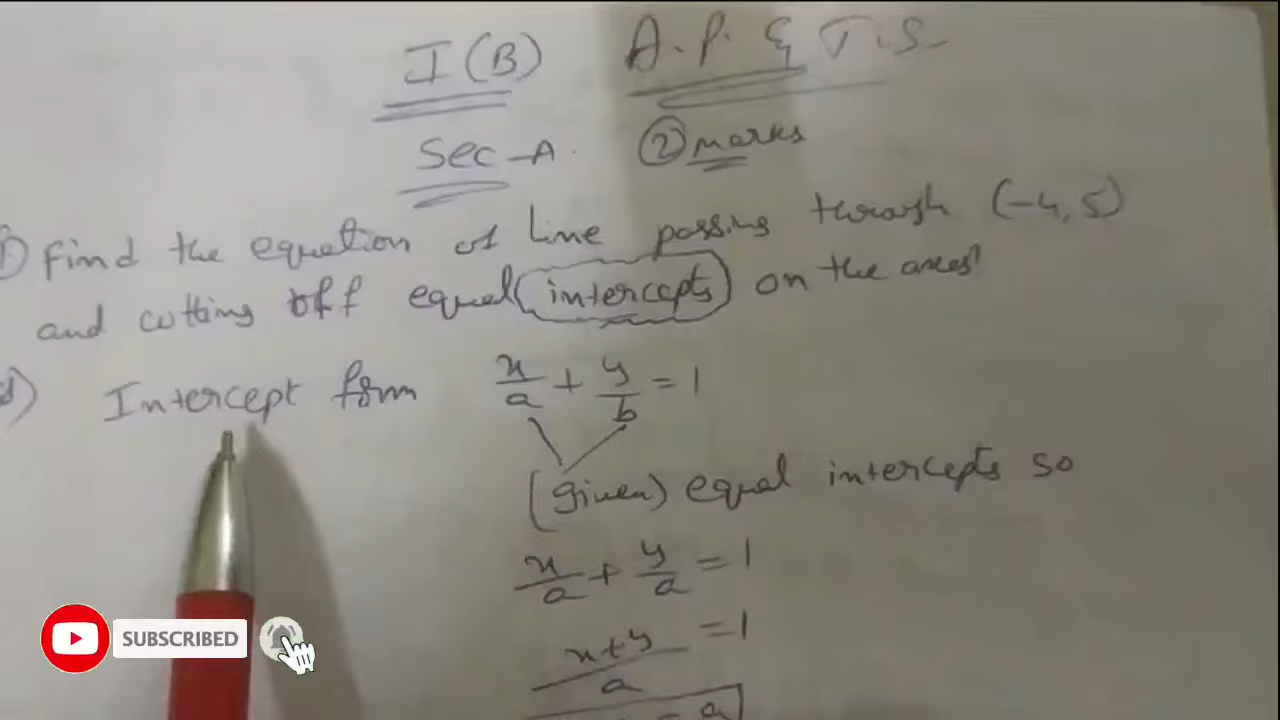 I(B) A.P. & T.S.
Sec-A. ② marks
1) Find the equation of line passing through (-4, 5)
and cutting off equal (intercepts) on the axes?
Intercept form x/a + y/b = 1
(given) equal intercepts so
x/a + y/a = 1
x+y/a = 1
= a
SUBSCRIBED